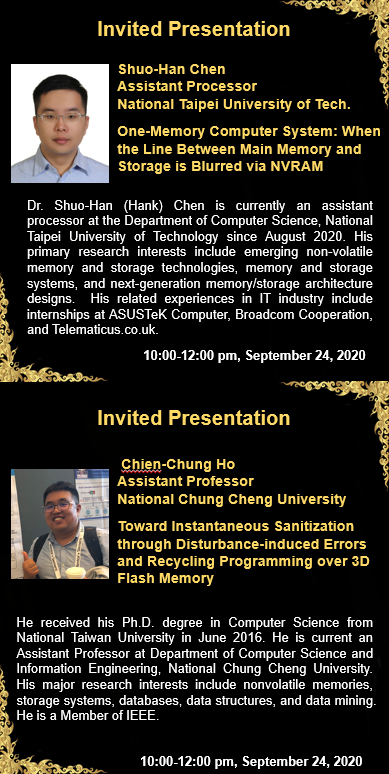 Invited Presentation
Shuo-Han Chen
Assistant Processor
National Taipei University of Tech.
One-Memory Computer System: When
the Line Between Main Memory and
Storage is Blurred via NVRAM
Dr. Shuo-Han (Hank) Chen is currently an assistant
processor at the Department of Computer Science, National
Taipei University of Technology since August 2020. His
primary research interests include emerging non-volatile
memory and storage technologies, memory and storage
systems, and next-generation memory/storage architecture
designs. His related experiences in IT industry include
internships at ASUSTeK Computer, Broadcom Cooperation,
and Telematicus.co.uk.
10:00-12:00 pm, September 24, 2020
Invited Presentation
Chien-Chung Ho
Assistant Professor
National Chung Cheng University
Toward Instantaneous Sanitization
through Disturbance-induced Errors
and Recycling Programming over 3D
Flash Memory
He received his Ph.D. degree in Computer Science from
National Taiwan University in June 2016. He is current an
Assistant Professor at Department of Computer Science and
Information Engineering, National Chung Cheng University.
His major research interests include nonvolatile memories,
storage systems, databases, data structures, and data mining.
He is a Member of IEEE.
10:00-12:00 pm, September 24, 2020